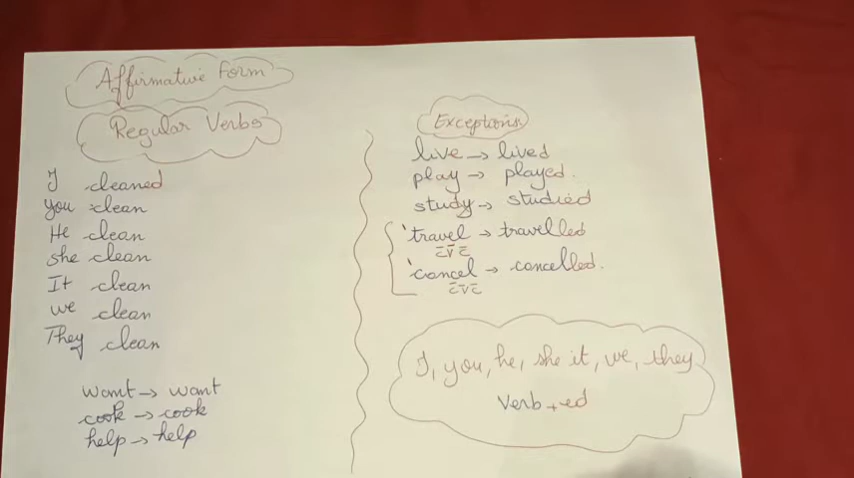 Affirmative Form
Regular Verbs
I cleaned
you clean
He clean
she clean
It clean
we clean
They clean
want → want
cook → cook
help → help
Exceptions
live → lived
play → played.
study → studied
'travel → travelled
c̄ v̄ c̄
'cancel → cancelled.
c̄ v̄ c̄
I, you, he, she it, we, they
Verb + ed